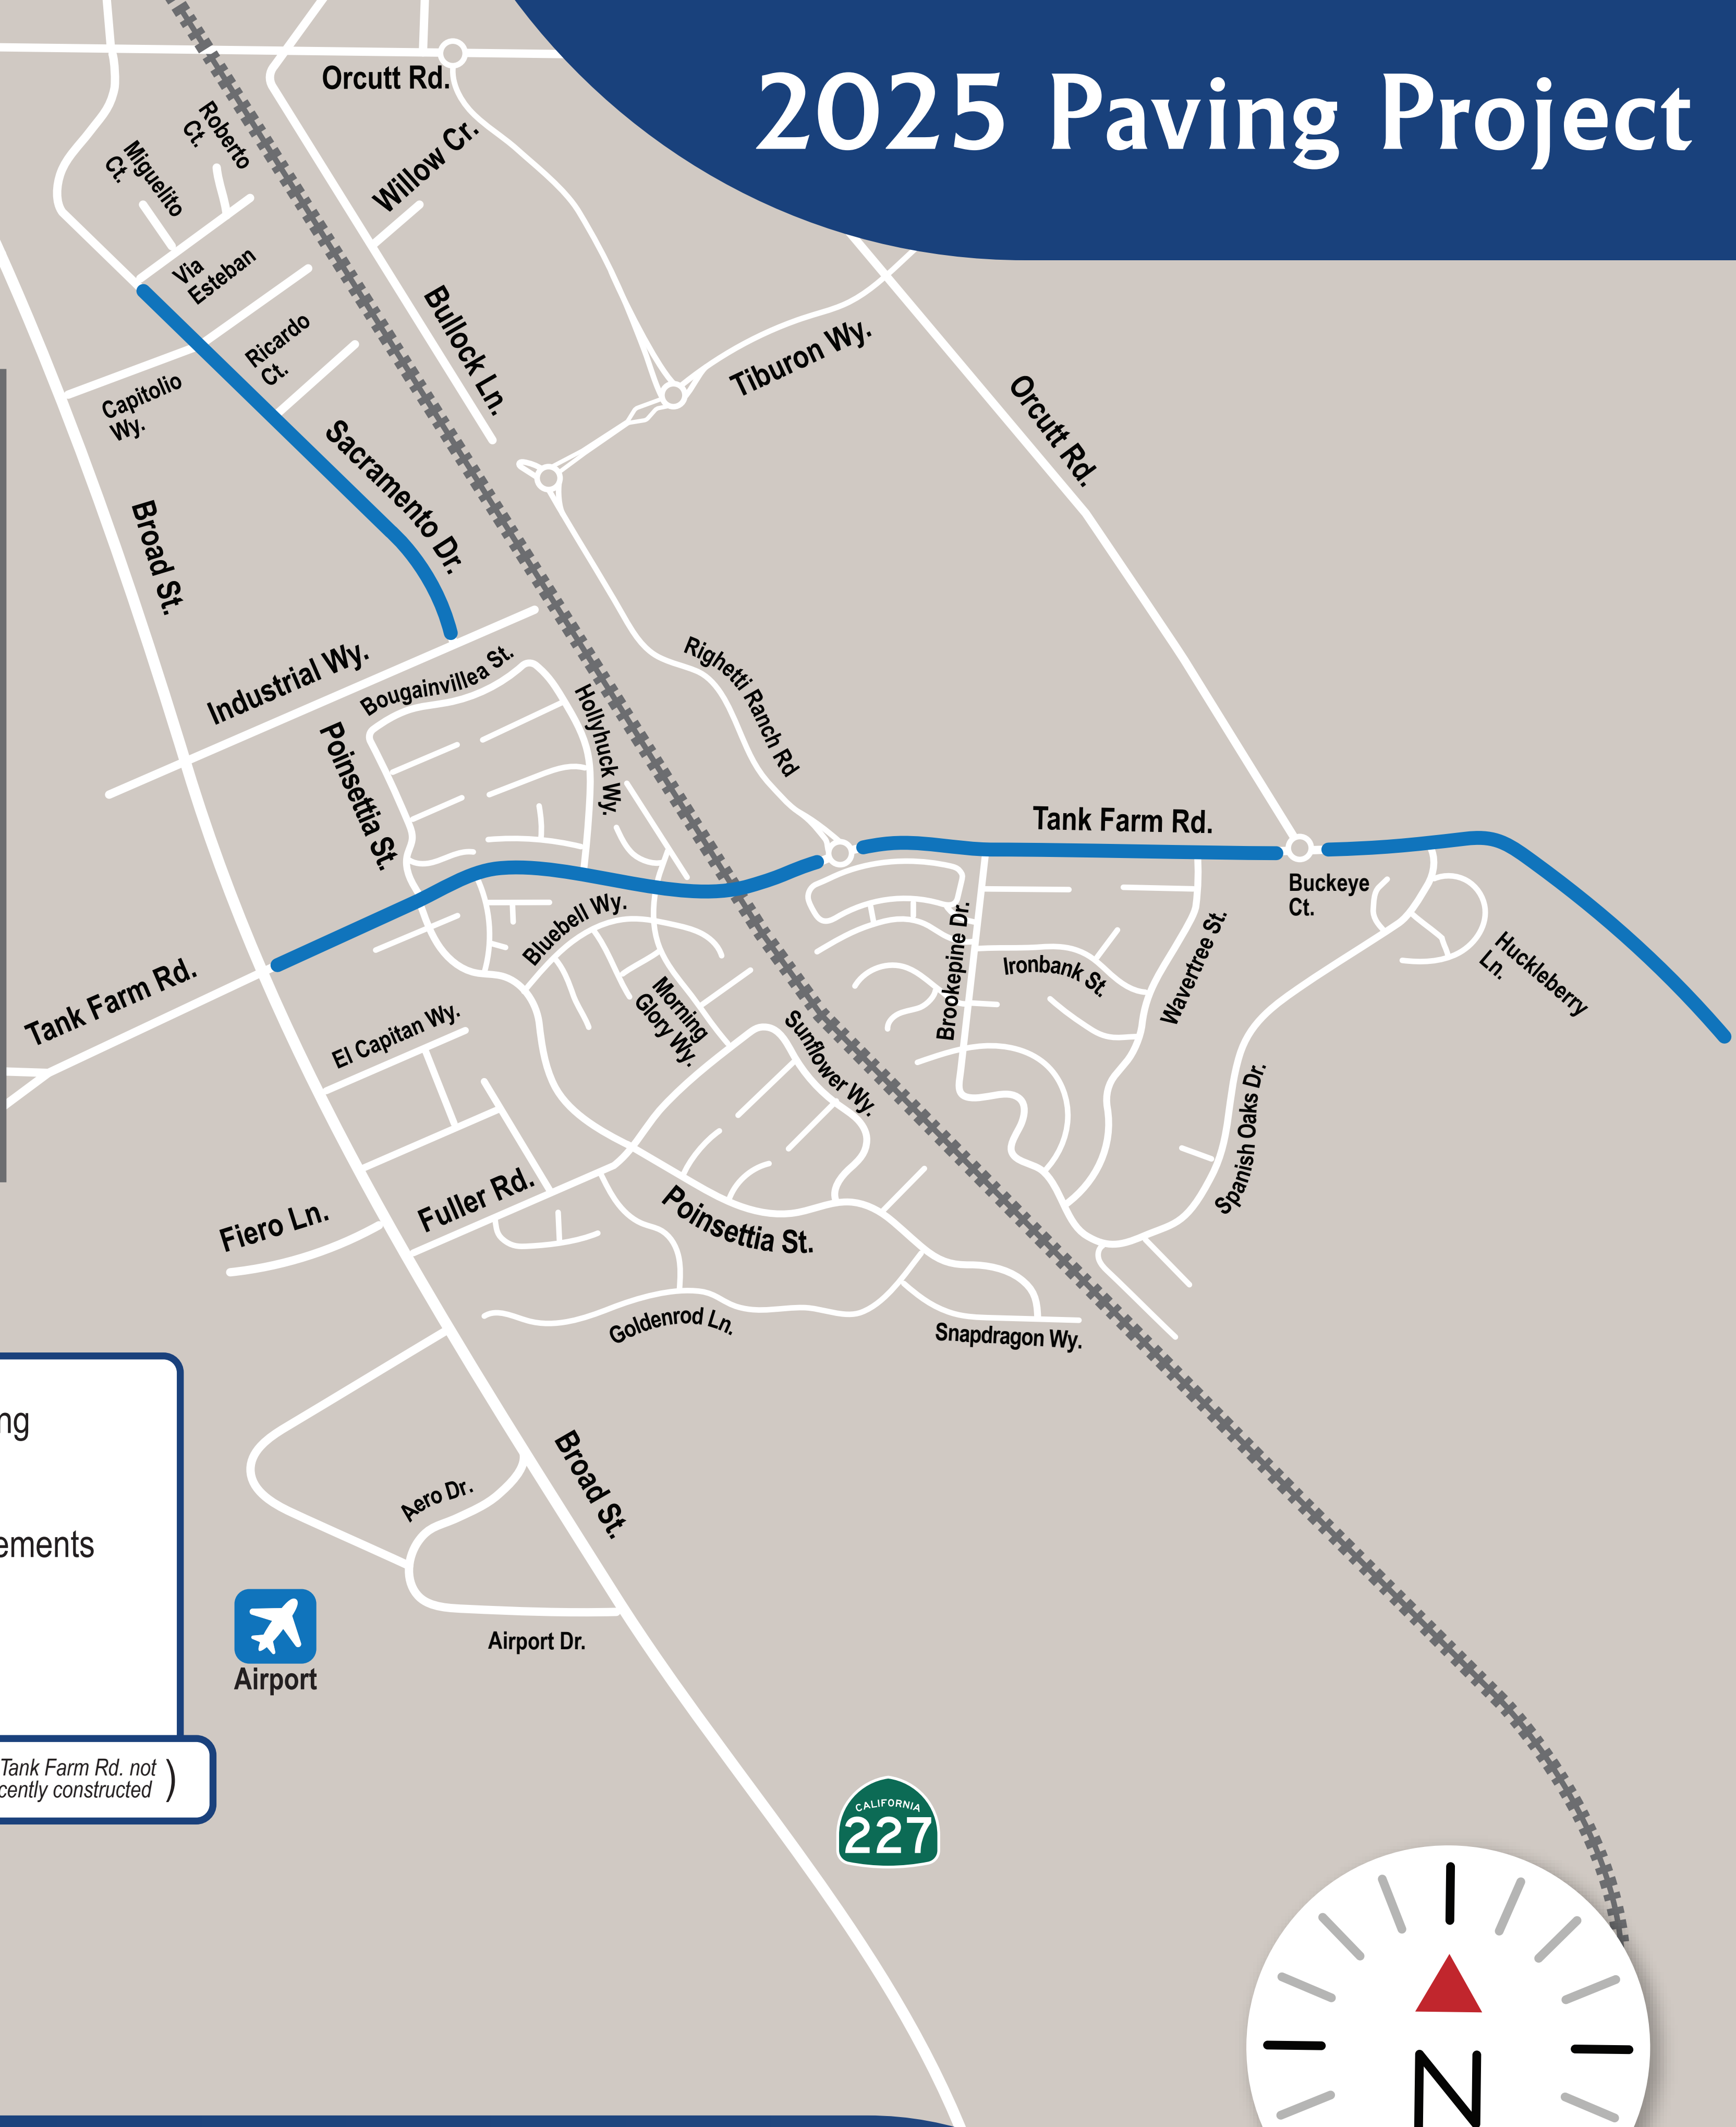 2025 Paving Project
Orcutt Rd.
Roberto
Ct.
Miguelito
Ct.
Willow Cr.
Via
Esteban
Bullock Ln.
Ricardo
Ct.
Tiburon Wy.
Capitolio
Wy.
Orcutt Rd.
Sacramento Dr.
Broad St.
Industrial Wy.
Bougainvillea St.
Righetti Ranch Rd
Hollyhuck Wy.
Poinsettia St.
Tank Farm Rd.
Buckeye
Ct.
Bluebell Wy.
Brookepine Dr.
Ironbank St.
Wavertree St.
Huckleberry
Ln.
Tank Farm Rd.
Morning
Glory Wy.
El Capitan Wy.
Sunflower Wy.
Spanish Oaks Dr.
Fuller Rd.
Fiero Ln.
Poinsettia St.
Goldenrod Ln.
Snapdragon Wy.
ng
Broad St.
Aero Dr.
ements
Airport Dr.
Airport
Tank Farm Rd. not
cently constructed )
CALIFORNIA
227
N